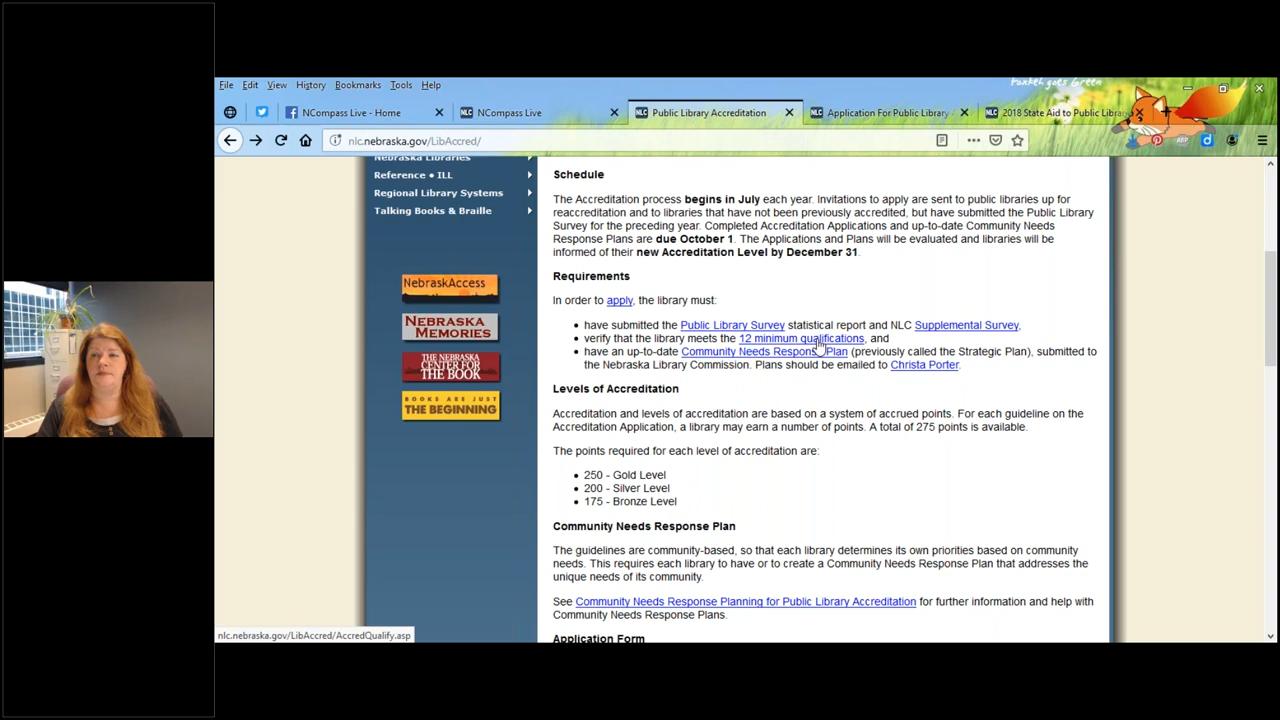 Foxkeh goes Green
File Edit View History Bookmarks Tools Help
NCompass Live - Home
NCompass Live
Public Library Accreditation
Application For Public Library
2018 State Aid to Public Libra
nlc.nebraska.gov/LibAccred/
Nebraska Libraries
Reference • ILL
Regional Library Systems
Talking Books & Braille
NebraskAccess
NEBRASKA
MEMORIES
THE NEBRASKA
CENTER FOR
THE BOOK
BOOKS ARE JUST
THE BEGINNING
Schedule
The Accreditation process begins in July each year. Invitations to apply are sent to public libraries up for
reaccreditation and to libraries that have not been previously accredited, but have submitted the Public Library
Survey for the preceding year. Completed Accreditation Applications and up-to-date Community Needs
Response Plans are due October 1. The Applications and Plans will be evaluated and libraries will be
informed of their new Accreditation Level by December 31.
Requirements
In order to apply, the library must:
• have submitted the Public Library Survey statistical report and NLC Supplemental Survey,
• verify that the library meets the 12 minimum qualifications, and
• have an up-to-date Community Needs Response Plan (previously called the Strategic Plan), submitted to
the Nebraska Library Commission. Plans should be emailed to Christa Porter.
Levels of Accreditation
Accreditation and levels of accreditation are based on a system of accrued points. For each guideline on the
Accreditation Application, a library may earn a number of points. A total of 275 points is available.
The points required for each level of accreditation are:
• 250 - Gold Level
• 200 - Silver Level
• 175 - Bronze Level
Community Needs Response Plan
The guidelines are community-based, so that each library determines its own priorities based on community
needs. This requires each library to have or to create a Community Needs Response Plan that addresses the
unique needs of its community.
See Community Needs Response Planning for Public Library Accreditation for further information and help with
Community Needs Response Plans.
Application Form
nlc.nebraska.gov/LibAccred/AccredQualify.asp